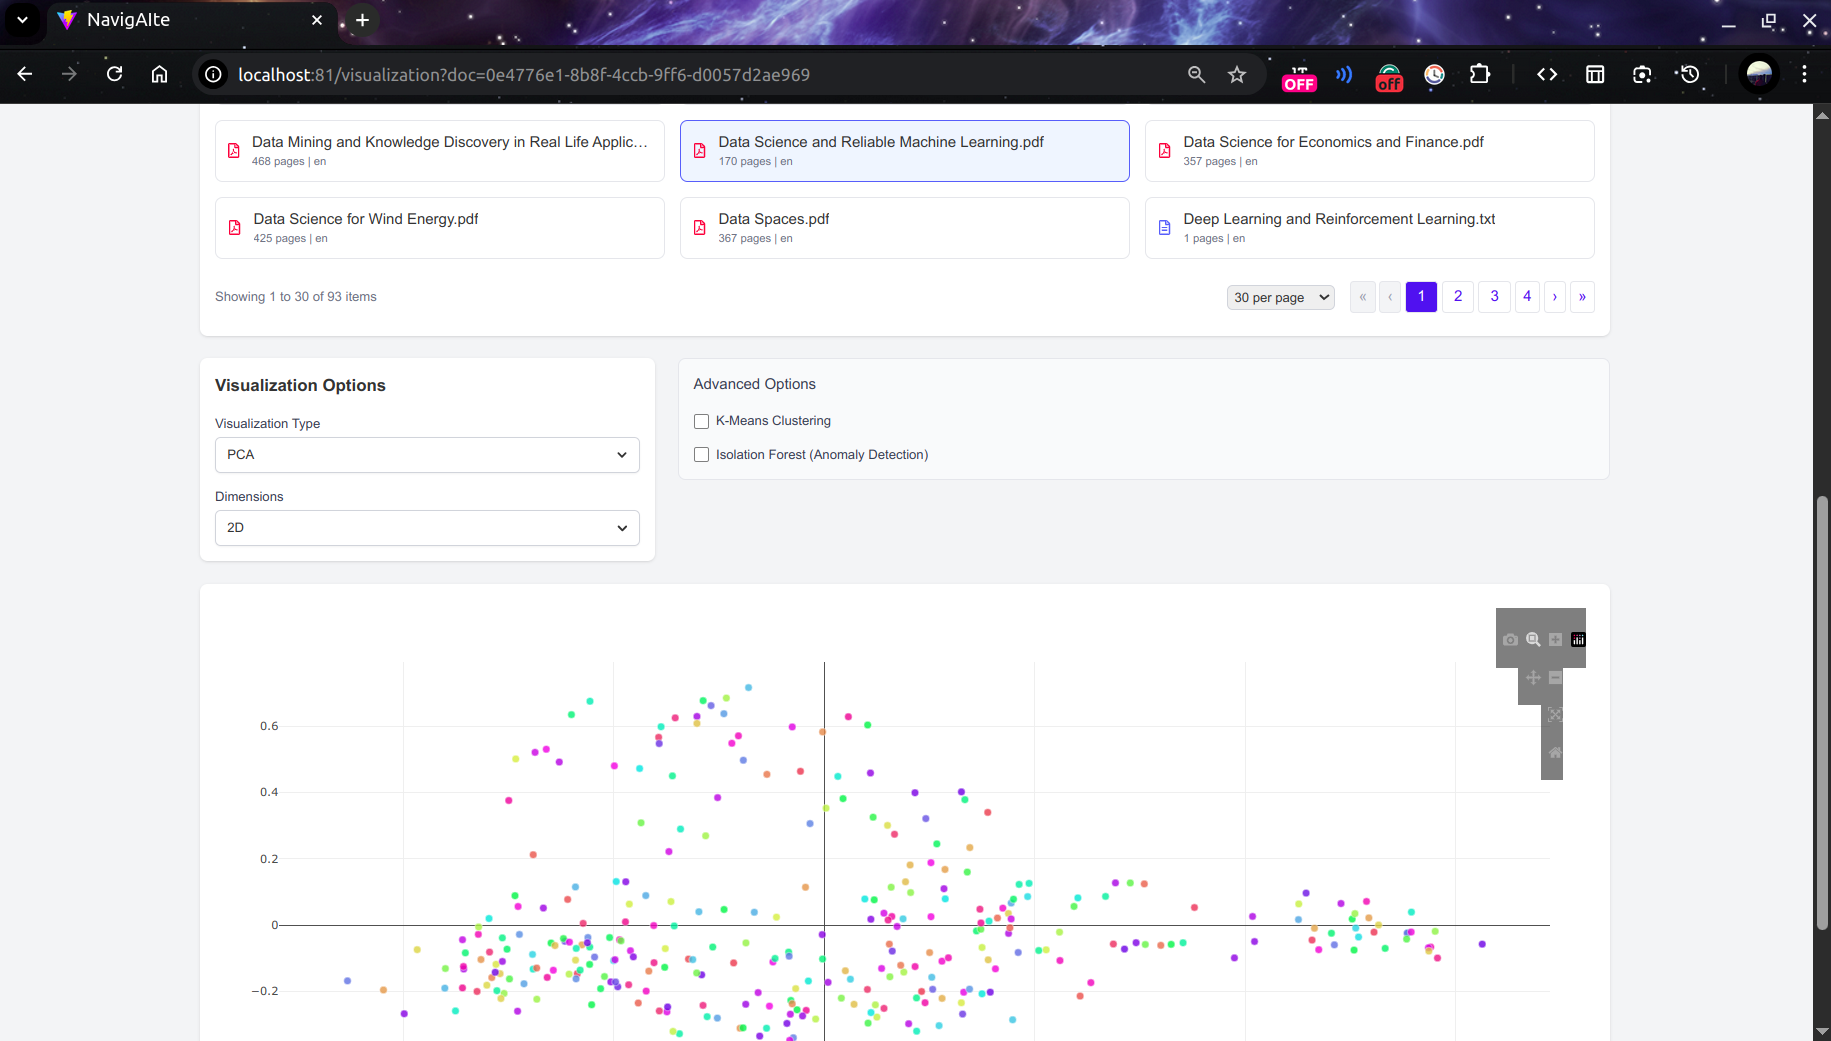 NavigAIte
localhost:81/visualization?doc=0e4776e1-8b8f-4ccb-9ff6-d0057d2ae969
OFF
off
Data Mining and Knowledge Discovery in Real Life Applic...
468 pages | en
Data Science and Reliable Machine Learning.pdf
170 pages | en
Data Science for Economics and Finance.pdf
357 pages | en
Data Science for Wind Energy.pdf
425 pages | en
Data Spaces.pdf
367 pages | en
Deep Learning and Reinforcement Learning.txt
1 pages | en
Showing 1 to 30 of 93 items
30 per page
« ‹ 1 2 3 4 › »
Visualization Options
Visualization Type
PCA
Dimensions
2D
Advanced Options
K-Means Clustering
Isolation Forest (Anomaly Detection)
0.6
0.4
0.2
0
−0.2